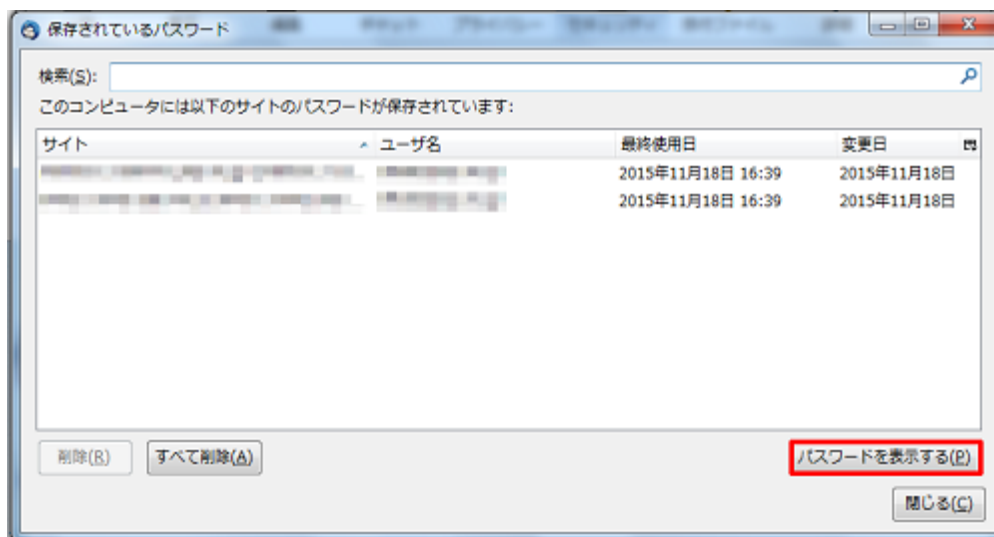 保存されているパスワード
検索(S):
このコンピュータには以下のサイトのパスワードが保存されています:
サイト ユーザ名 最終使用日 変更日
2015年11月18日 16:39 2015年11月18日
2015年11月18日 16:39 2015年11月18日
削除(R) すべて削除(A) パスワードを表示する(P)
閉じる(C)